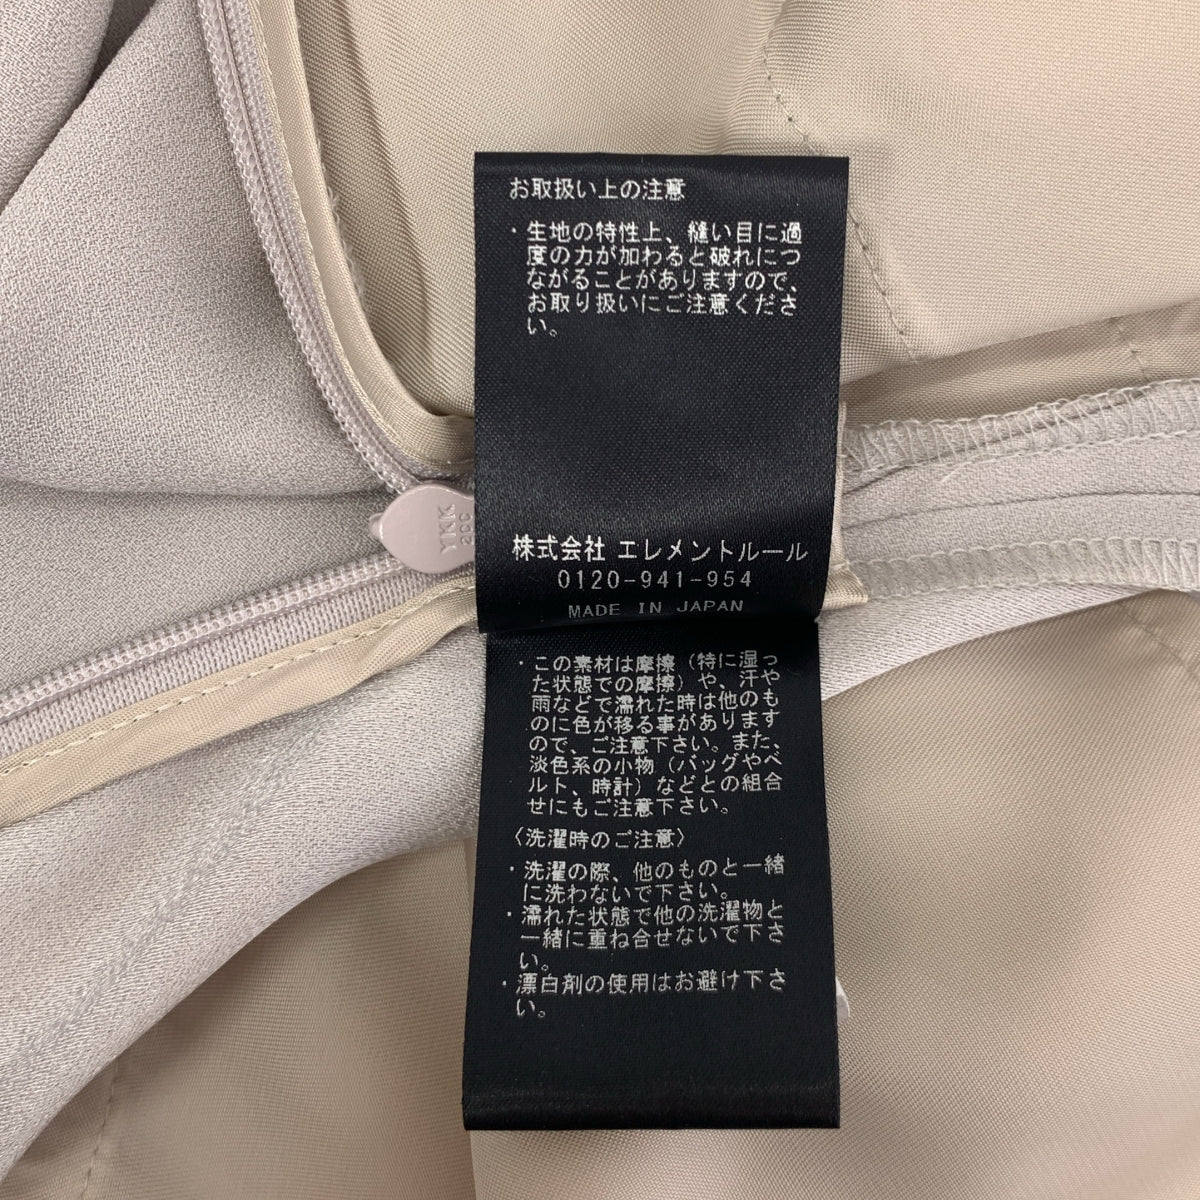 お取扱い上の注意
・生地の特性上、縫い目に過
度の力が加わると破れにつ
ながることがありますので、
お取り扱いにご注意くださ
い。
YKK
200
株式会社 エレメントルール
0120-941-954
MADE IN JAPAN
・この素材は摩擦（特に湿っ
た状態での摩擦）や、汗や
雨などで濡れた時は他のも
のに色が移る事があります
ので、ご注意下さい。また、
淡色系の小物（バッグやベ
ルト、時計）などとの組合
せにもご注意下さい。
〈洗濯時のご注意〉
・洗濯の際、他のものと一緒
に洗わないで下さい。
・濡れた状態で他の洗濯物と
一緒に重ね合せないで下さ
い。
・漂白剤の使用はお避け下さ
い。